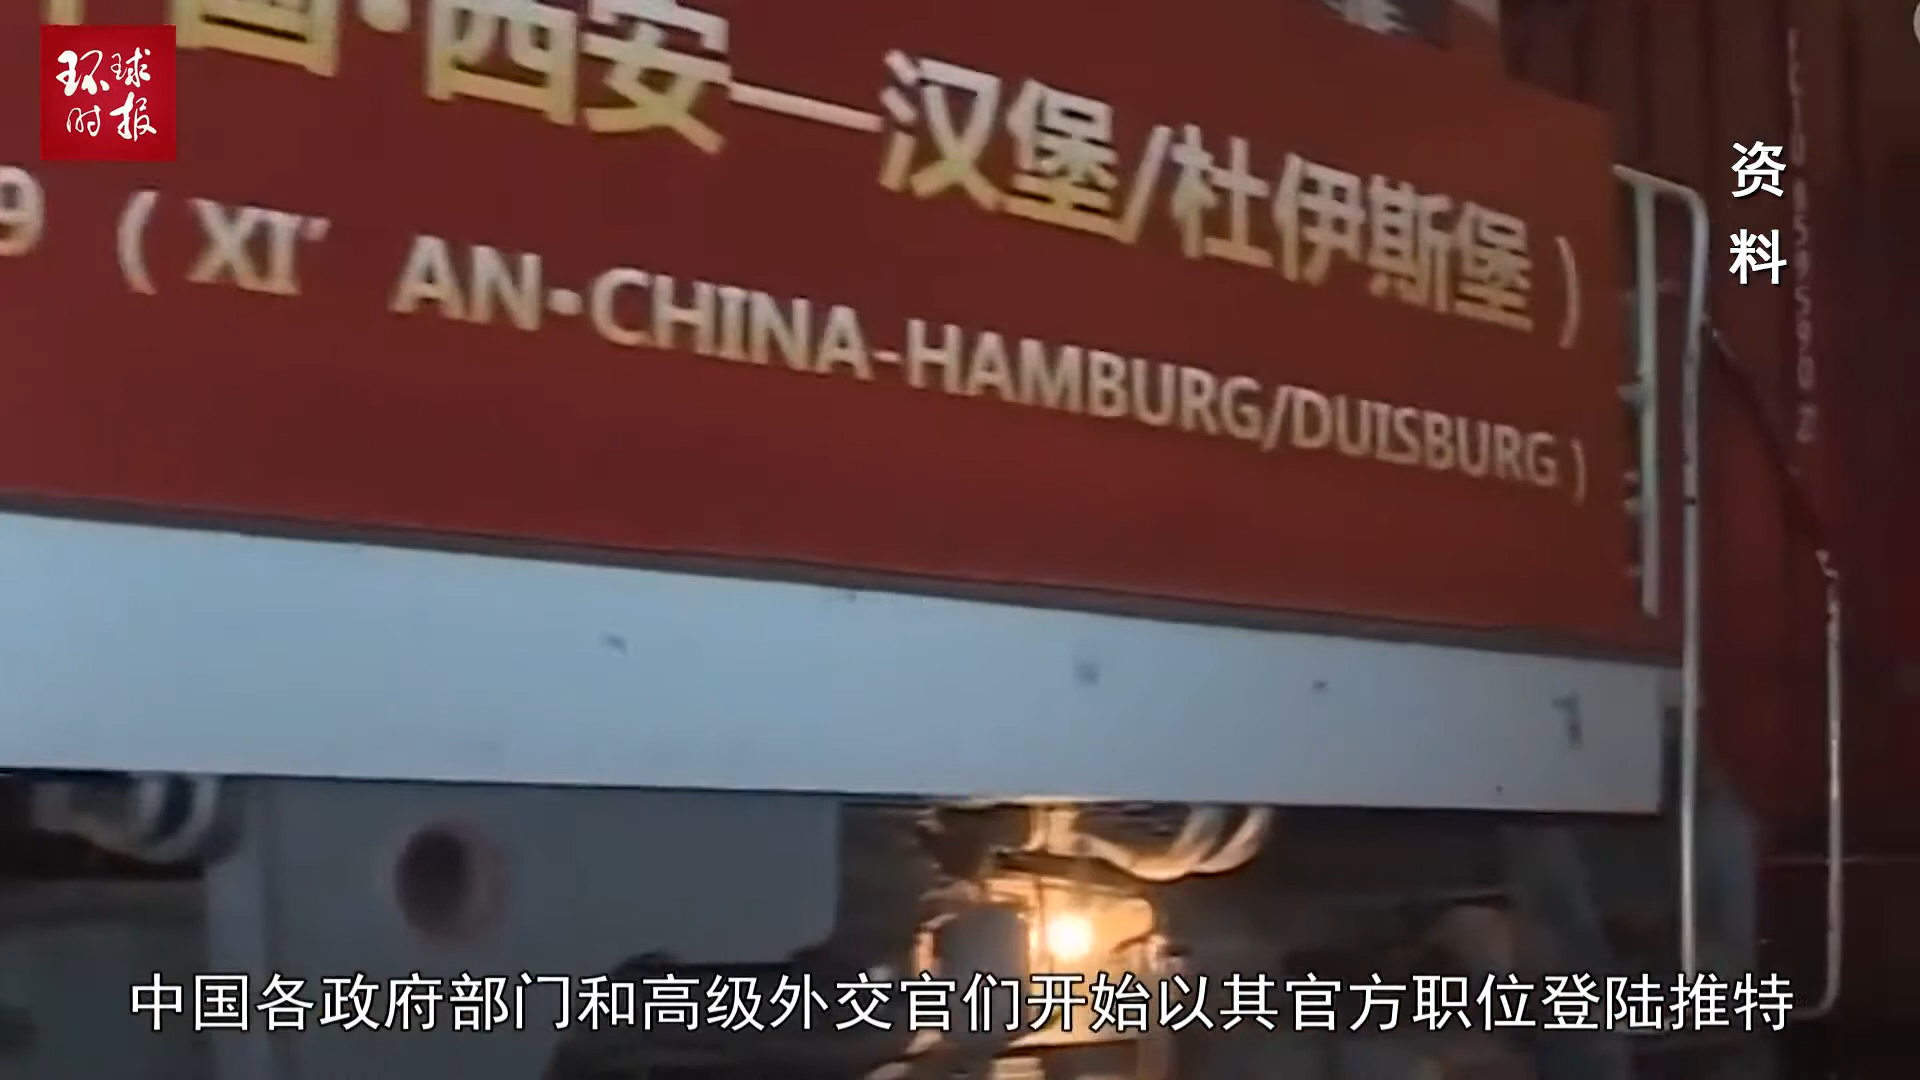 环球
时报
中国·西安—汉堡/杜伊斯堡）
9（XI'AN·CHINA-HAMBURG/DUISBURG）
资
料
中国各政府部门和高级外交官们开始以其官方职位登陆推特